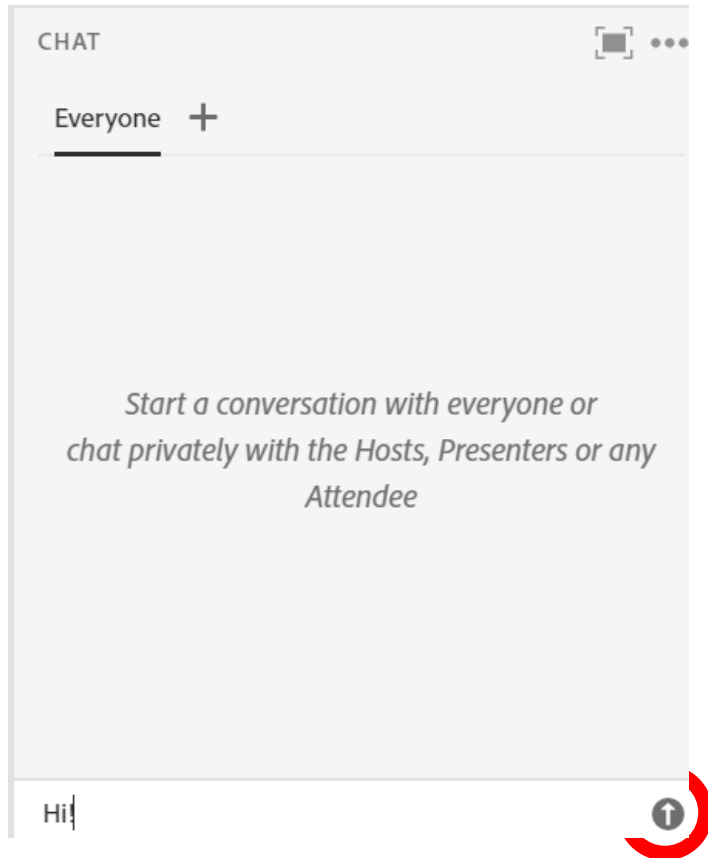 CHAT
Everyone
Start a conversation with everyone or
chat privately with the Hosts, Presenters or any
Attendee
Hi!